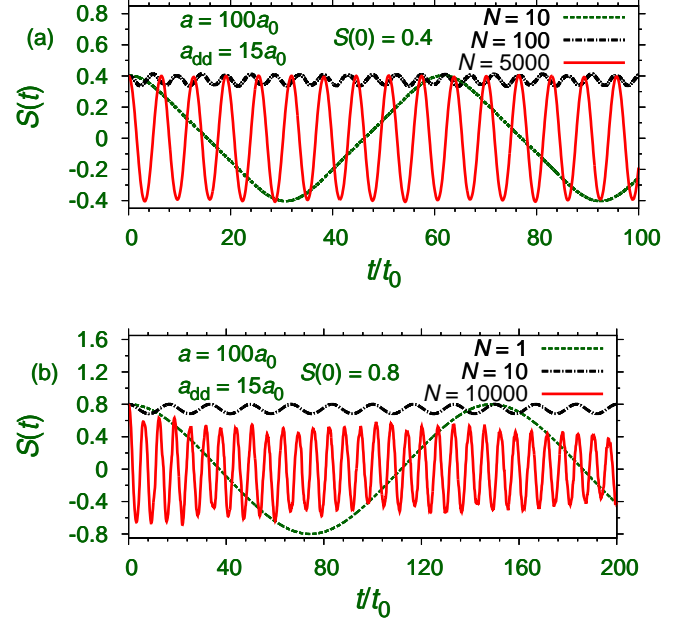 (a)
S(t)
0.8
0.4
0.2
0
-0.2
-0.4
a = 100a0
add = 15a0
S(0) = 0.4
N = 10
N = 100
N = 5000
0 20 40 60 80 100
t/t0
(b)
S(t)
1.6
1.2
0.8
0.4
0
-0.4
-0.8
a = 100a0
add = 15a0
S(0) = 0.8
N = 1
N = 10
N = 10000
0 40 80 120 160 200
t/t0